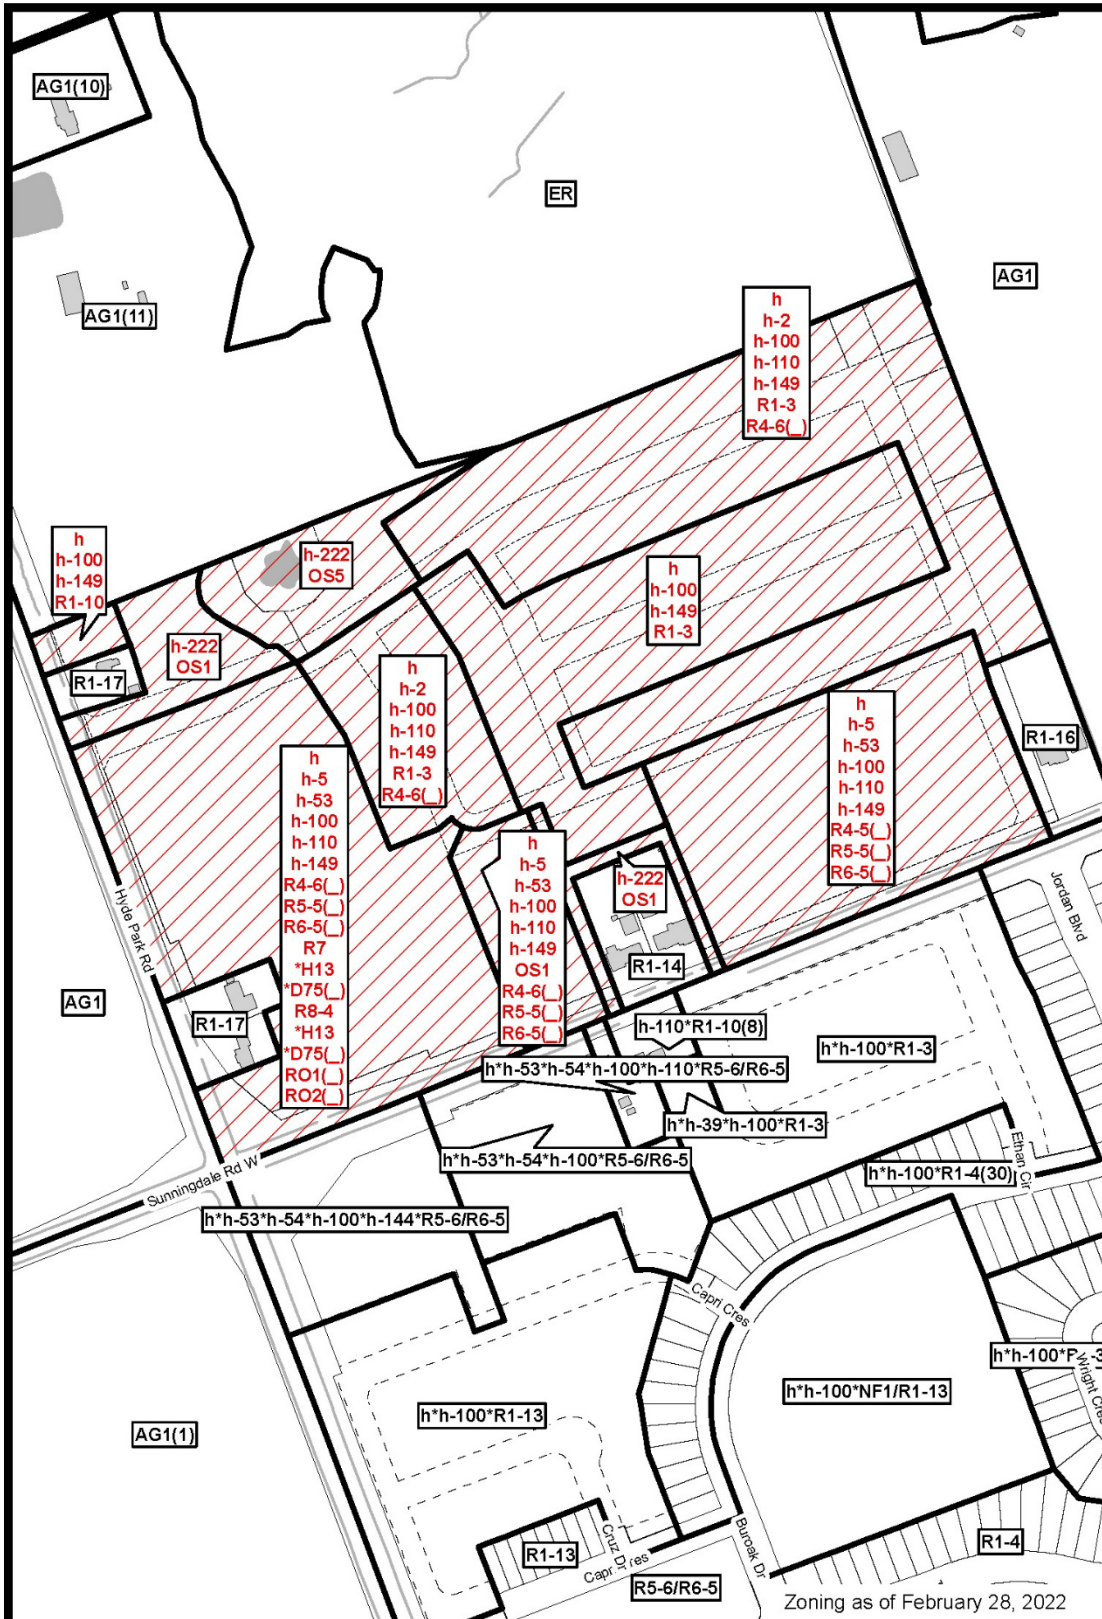 AG1(10)
ER
AG1
AG1(11)
h
h-2
h-100
h-110
h-149
R1-3
R4-6(_)
h
h-100
h-149
R1-10
h-222
OS5
h
h-100
h-149
R1-3
h-222
OS1
R1-17
h
h-2
h-100
h-110
h-149
R1-3
R4-6(_)
h
h-5
h-53
h-100
h-110
h-149
R4-5(_)
R5-5(_)
R6-5(_)
R1-16
h
h-5
h-53
h-100
h-110
h-149
R4-6(_)
R5-5(_)
R6-5(_)
R7
*H13
*D75(_)
R8-4
*H13
*D75(_)
RO1(_)
RO2(_)
h
h-5
h-53
h-100
h-110
h-149
OS1
R4-6(_)
R5-5(_)
R6-5(_)
h-222
OS1
R1-14
Hyde Park Rd
Jordan Blvd
AG1
R1-17
h-110*R1-10(8)
h*h-100*R1-3
h*h-53*h-54*h-100*h-110*R5-6/R6-5
h*h-39*h-100*R1-3
h*h-53*h-54*h-100*R5-6/R6-5
Ethan Cir
h*h-100*R1-4(30)
Sunningdale Rd W
h*h-53*h-54*h-100*h-144*R5-6/R6-5
Capri Cres
Wright Cres
h*h-100*NF1/R1-13
h*h-100*R1-13
AG1(1)
Buroak Dr
Cruz Dr
R1-13
R1-4
R5-6/R6-5
Zoning as of February 28, 2022